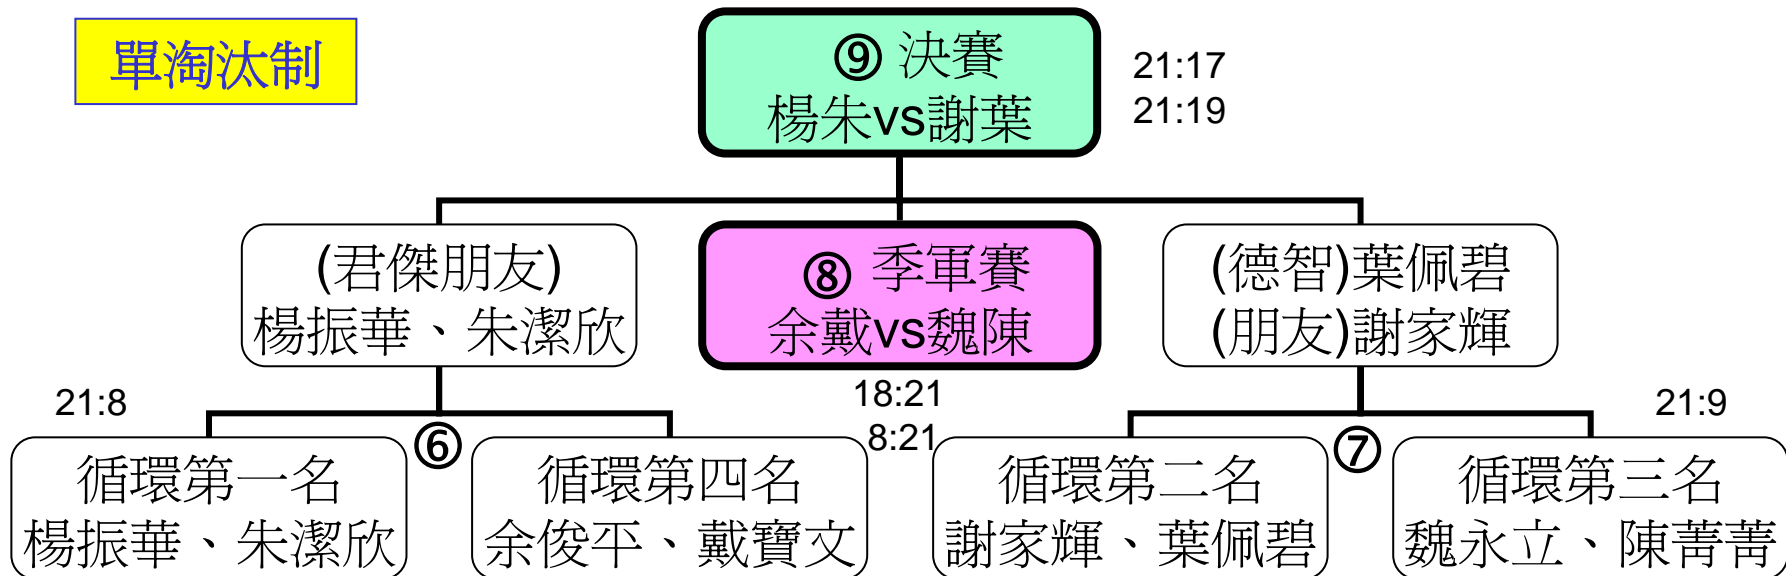 單淘汰制
⑨ 決賽
楊朱vs謝葉
21:17
21:19
(君傑朋友)
楊振華、朱潔欣
⑧ 季軍賽
余戴vs魏陳
(德智)葉佩碧
(朋友)謝家輝
21:8
18:21
8:21
21:9
⑥
⑦
循環第一名
楊振華、朱潔欣
循環第四名
余俊平、戴寶文
循環第二名
謝家輝、葉佩碧
循環第三名
魏永立、陳菁菁